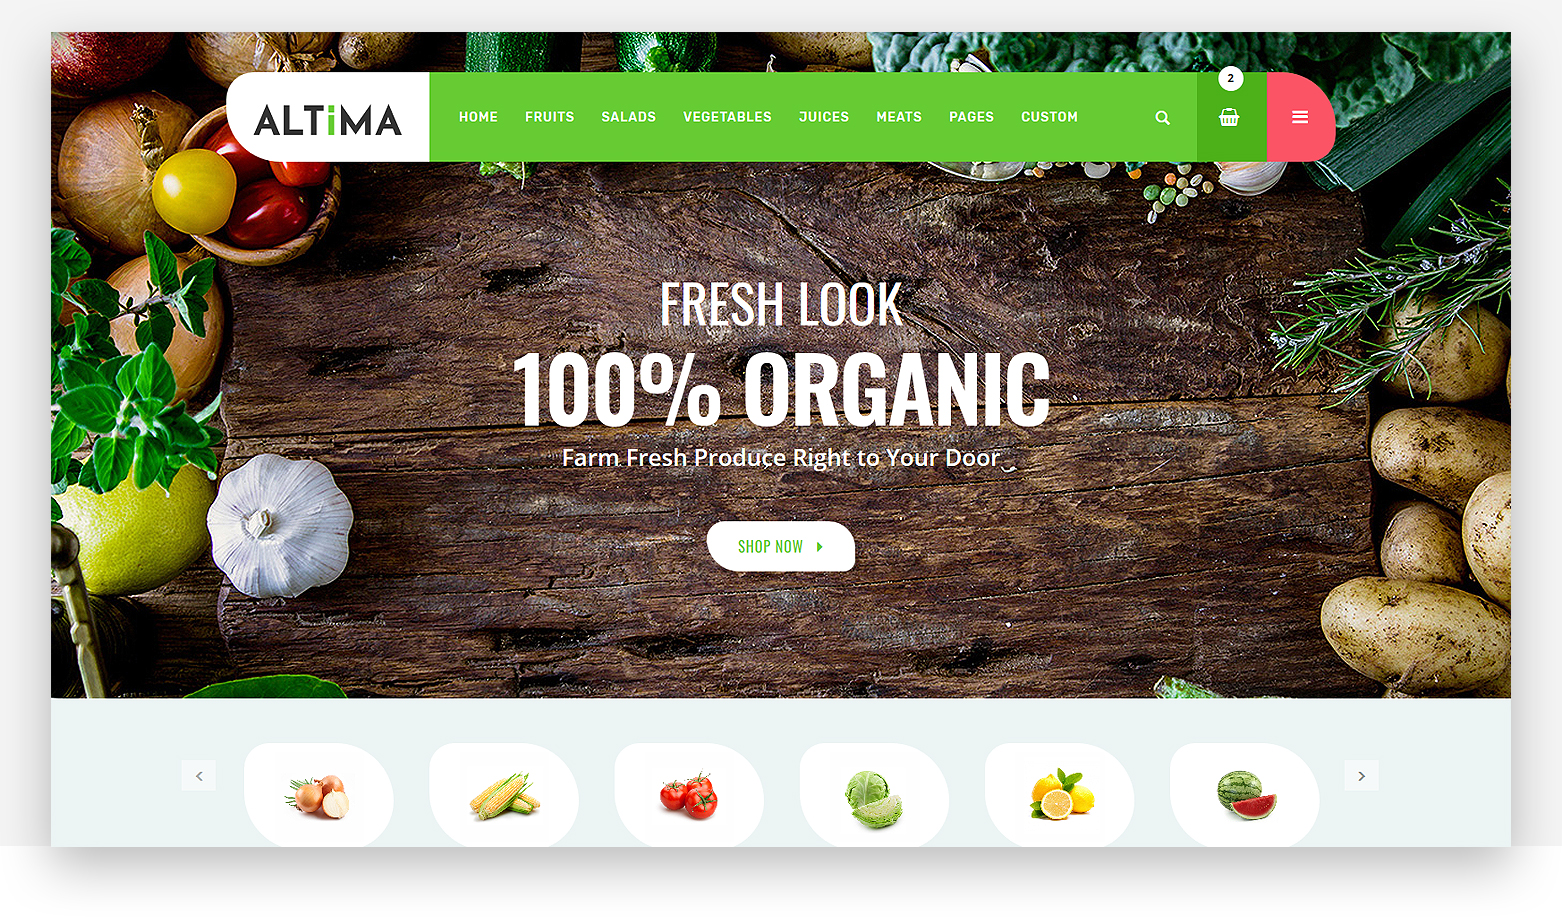 2
ALTiMA HOME FRUITS SALADS VEGETABLES JUICES MEATS PAGES CUSTOM
FRESH LOOK
100% ORGANIC
Farm Fresh Produce Right to Your Door
SHOP NOW